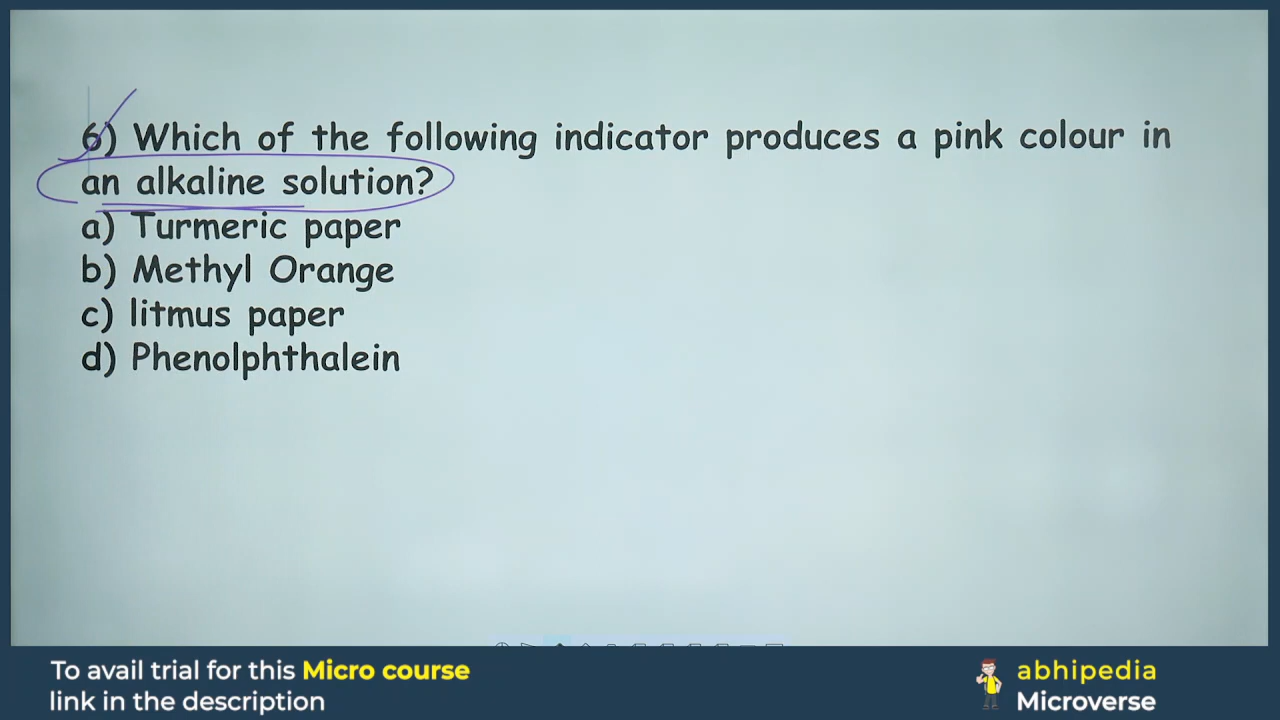 6) Which of the following indicator produces a pink colour in
an alkaline solution?
a) Turmeric paper
b) Methyl Orange
c) litmus paper
d) Phenolphthalein
To avail trial for this Micro course
link in the description
abhipedia
Microverse